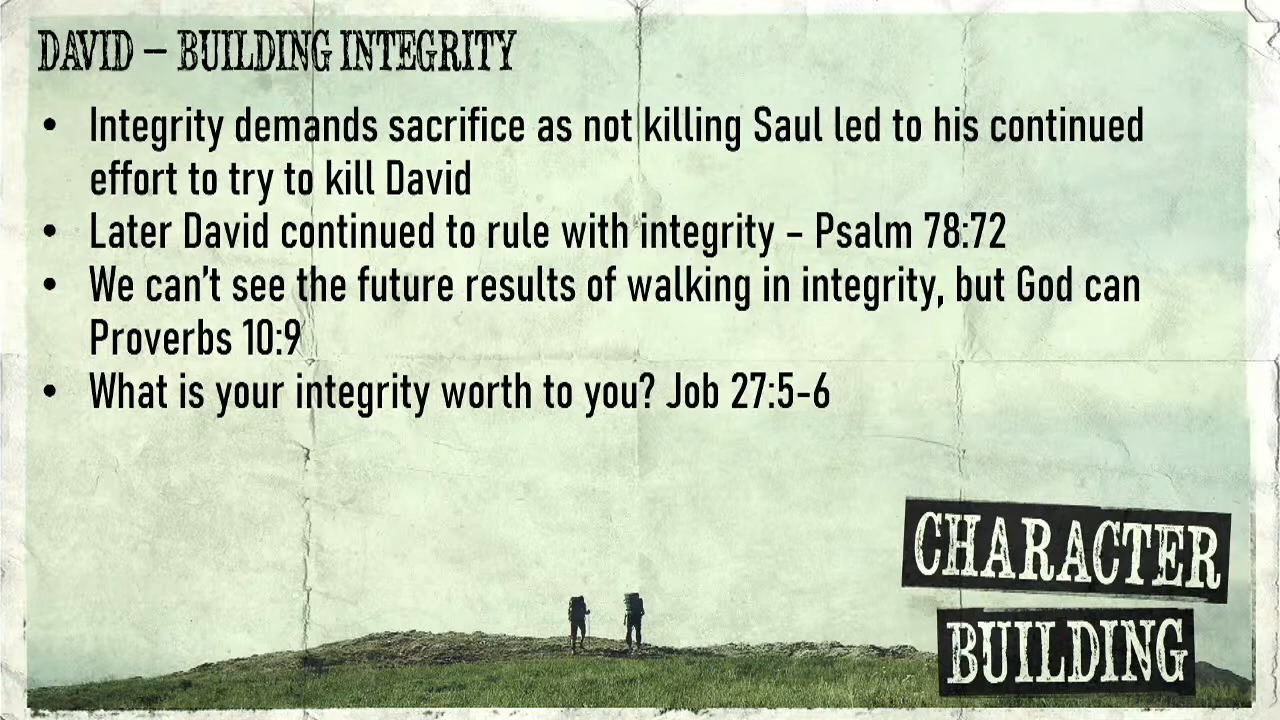 DAVID – BUILDING INTEGRITY
• Integrity demands sacrifice as not killing Saul led to his continued
effort to try to kill David
• Later David continued to rule with integrity – Psalm 78:72
• We can't see the future results of walking in integrity, but God can
Proverbs 10:9
• What is your integrity worth to you? Job 27:5-6
CHARACTER
BUILDING